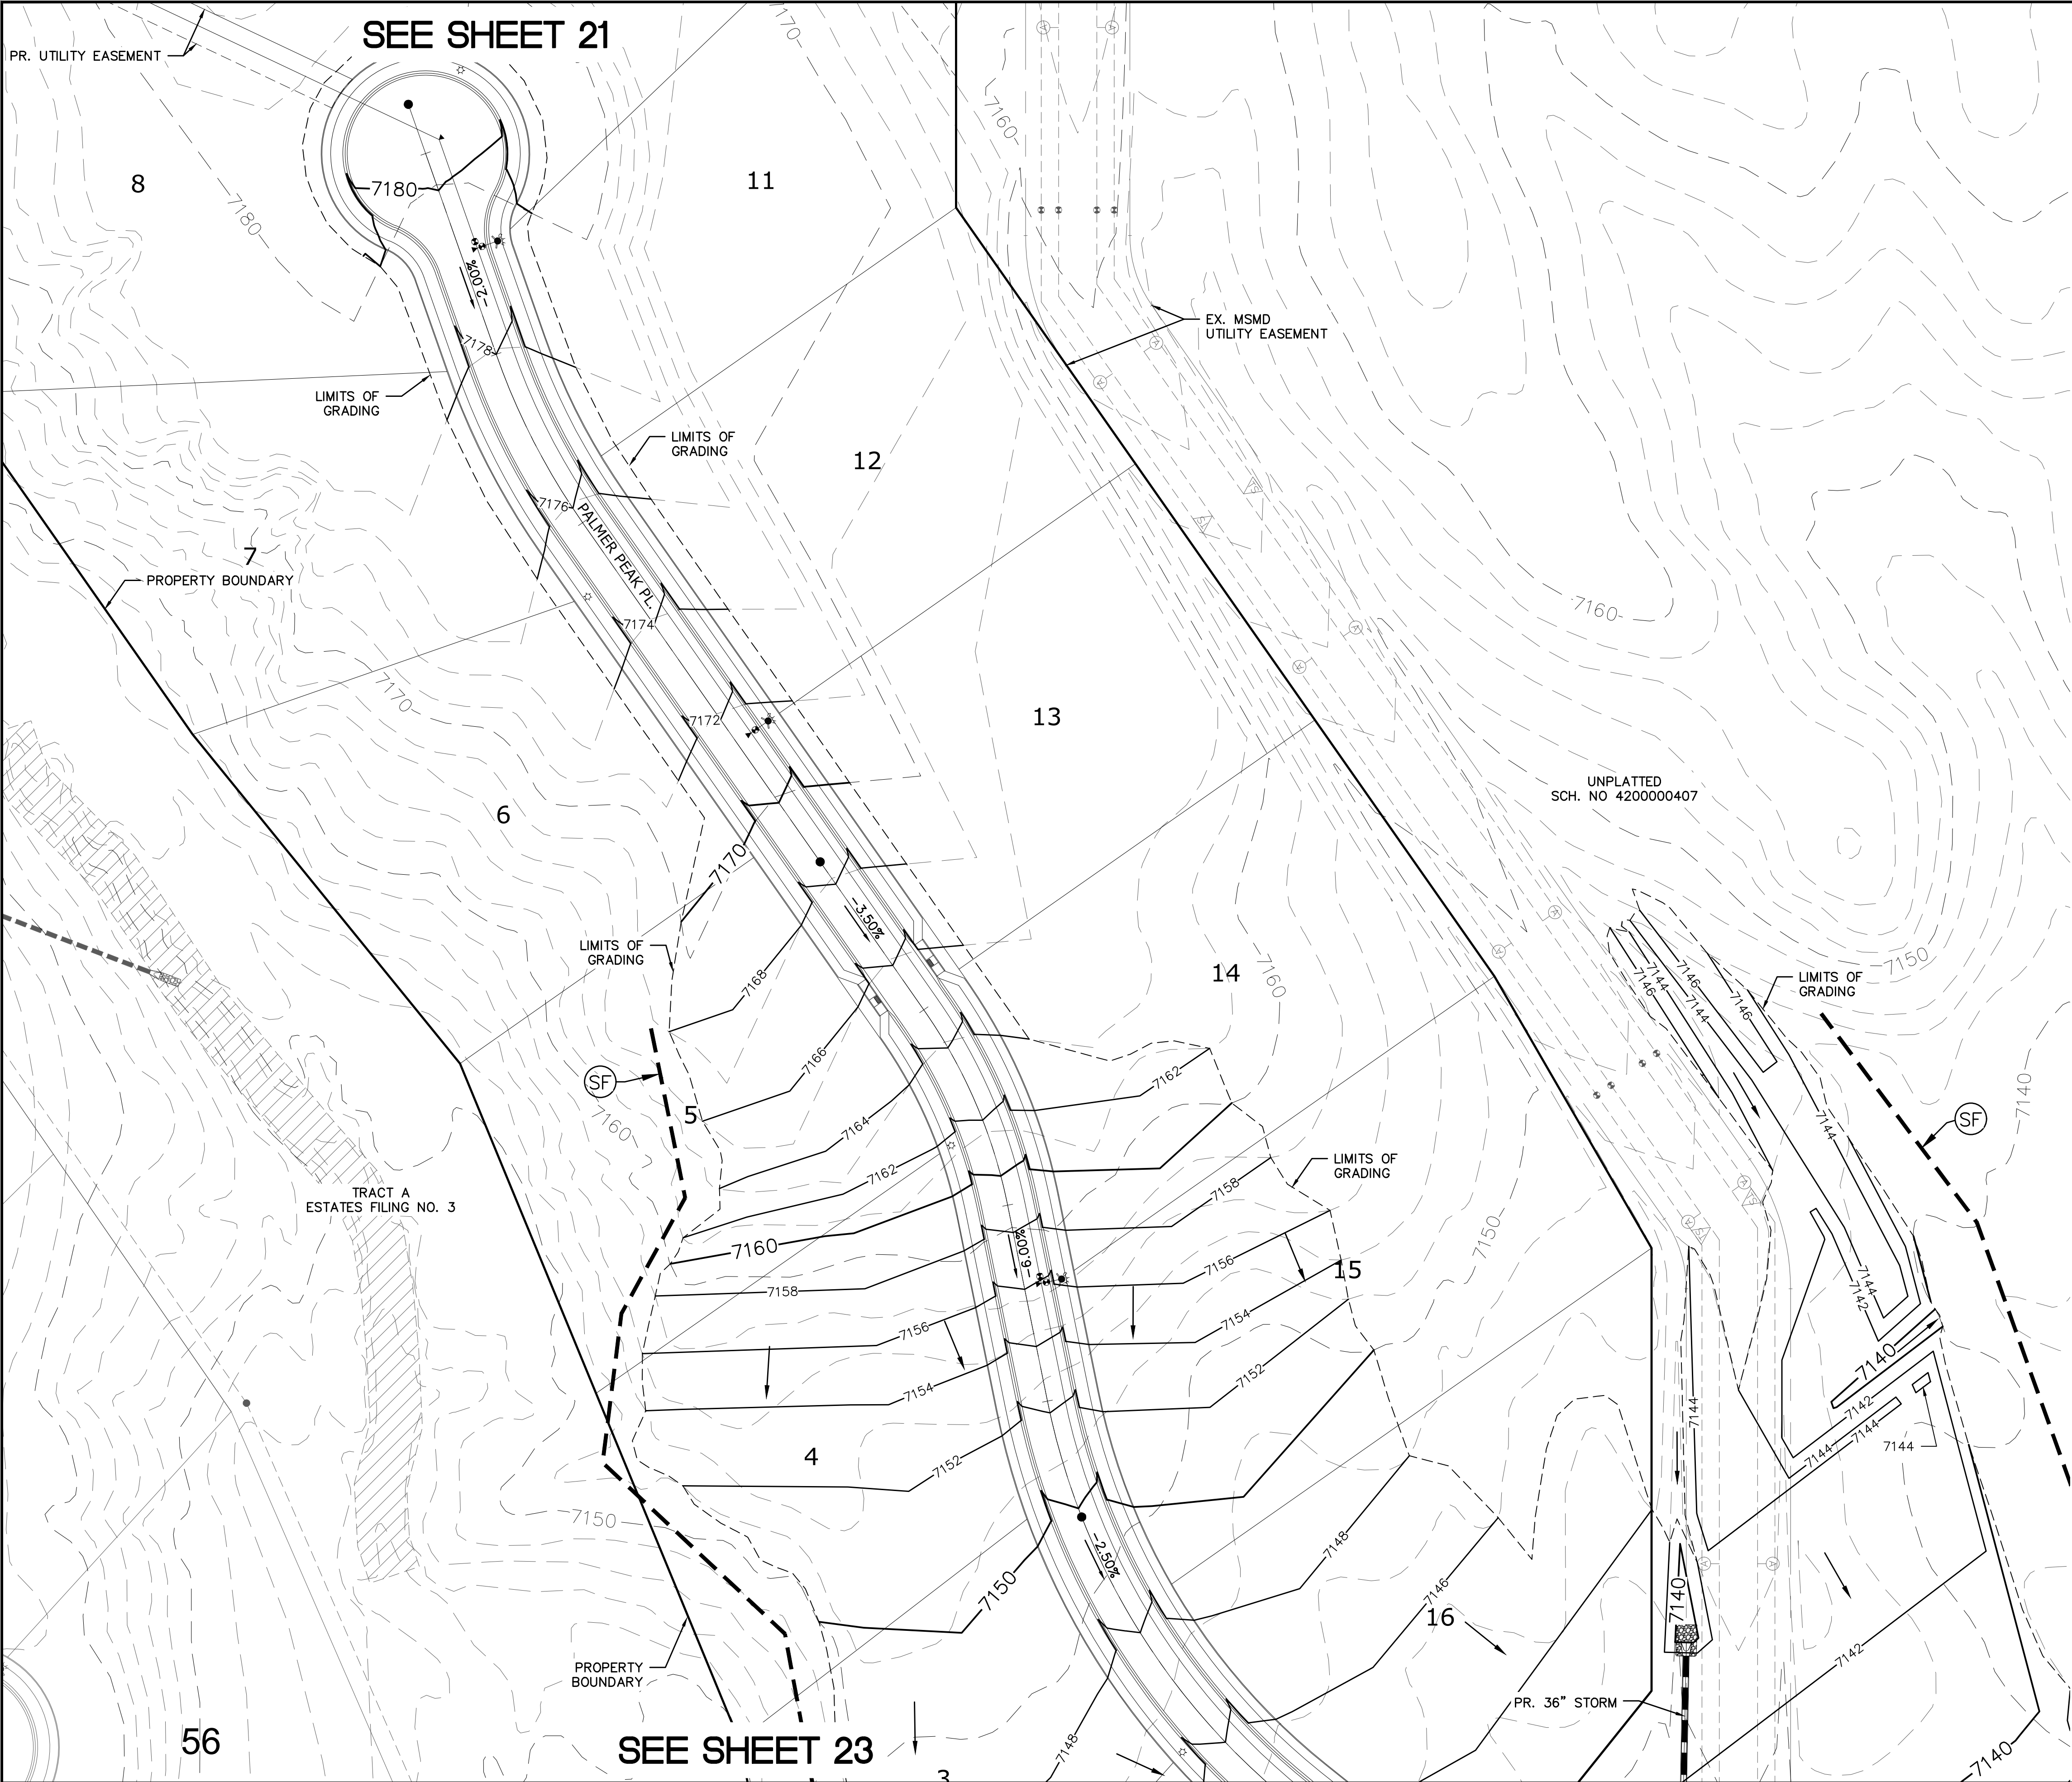 SEE SHEET 21
PR. UTILITY EASEMENT
7170
7160
8
11
7180
7180
-2.00%
EX. MSMD
UTILITY EASEMENT
7178
LIMITS OF
GRADING
LIMITS OF
GRADING
12
7176
PALMER PEAK PL.
7
PROPERTY BOUNDARY
7160
7174
7170
7172
13
UNPLATTED
SCH. NO 4200000407
6
7170
-3.50%
LIMITS OF
GRADING
7168
14
7160
7150
LIMITS OF
GRADING
7146
7144
7146
7144
7146
7166
SF
5
7160
7162
7140
SF
7164
7144
7162
LIMITS OF
GRADING
TRACT A
ESTATES FILING NO. 3
7158
7150
7160
-6.00%
7156
15
7158
7144
7142
7156
7154
7140
7154
7152
7144
7142
7144
7144
7144
4
7152
7150
7148
-2.50%
7150
7146
16
7140
7142
PROPERTY
BOUNDARY
PR. 36" STORM
56
SEE SHEET 23
7148
7140
3